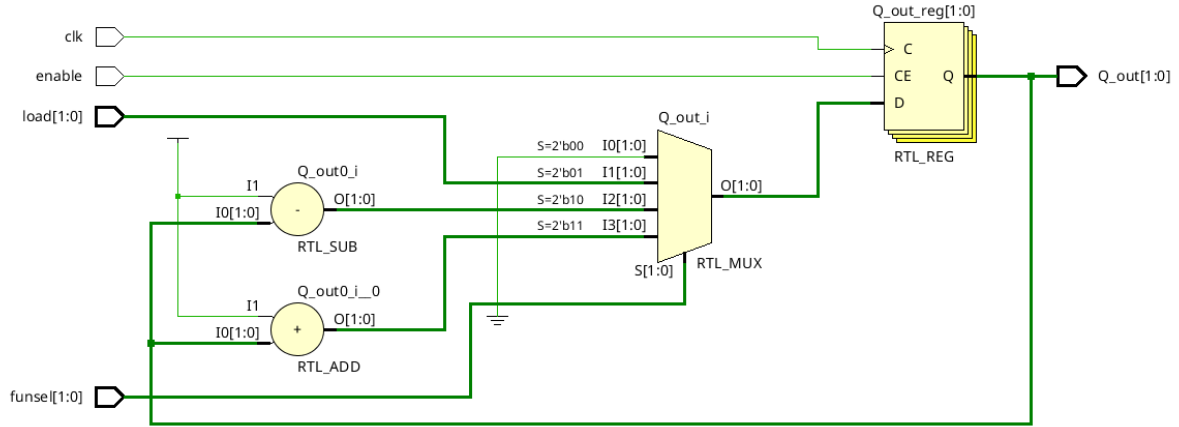 Q_out_reg[1:0]
clk
C
enable
CE
Q
Q_out[1:0]
load[1:0]
D
Q_out_i
RTL_REG
S=2'b00
I0[1:0]
Q_out0_i
S=2'b01
I1[1:0]
I1
O[1:0]
S=2'b10
I2[1:0]
O[1:0]
-
I0[1:0]
S=2'b11
I3[1:0]
RTL_SUB
S[1:0]
RTL_MUX
Q_out0_i__0
I1
O[1:0]
+
I0[1:0]
RTL_ADD
funsel[1:0]